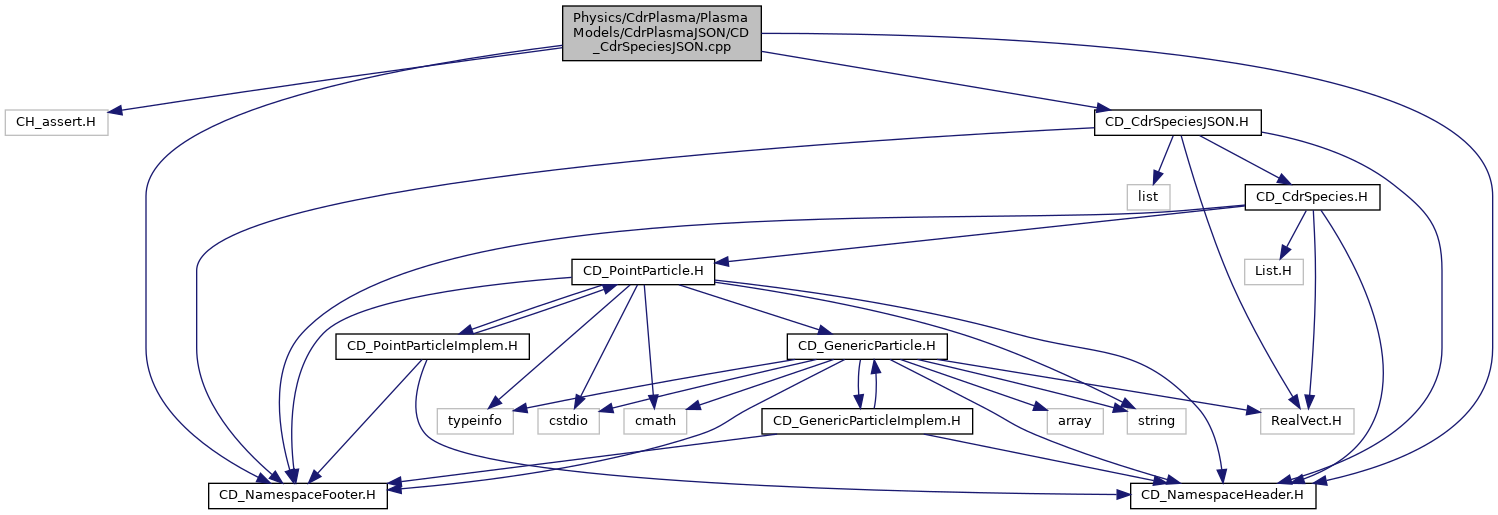 Physics/CdrPlasma/Plasma
Models/CdrPlasmaJSON/CD
_CdrSpeciesJSON.cpp
CH_assert.H
CD_CdrSpeciesJSON.H
list
CD_CdrSpecies.H
CD_PointParticle.H
List.H
CD_PointParticleImplem.H
CD_GenericParticle.H
typeinfo
cstdio
cmath
CD_GenericParticleImplem.H
array
string
RealVect.H
CD_NamespaceFooter.H
CD_NamespaceHeader.H